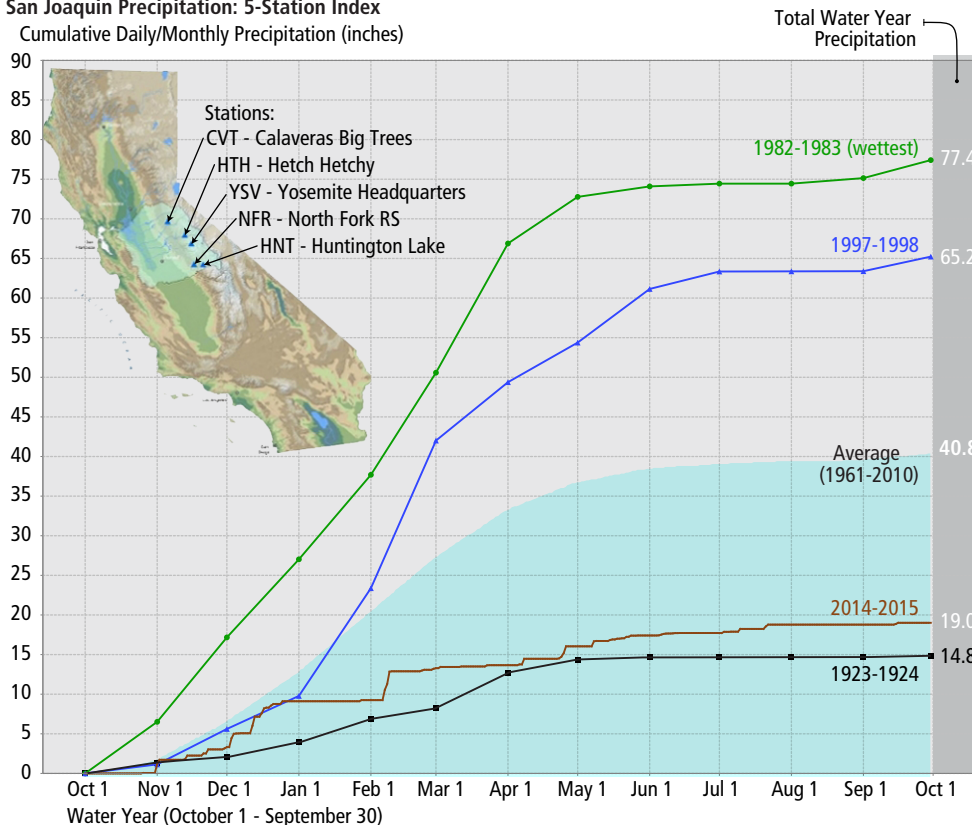 San Joaquin Precipitation: 5-Station Index
Cumulative Daily/Monthly Precipitation (inches)
Total Water Year
Precipitation
90
85
80
75
70
65
60
55
50
45
40
35
30
25
20
15
10
5
0
Stations:
CVT - Calaveras Big Trees
HTH - Hetch Hetchy
YSV - Yosemite Headquarters
NFR - North Fork RS
HNT - Huntington Lake
1982-1983 (wettest)
77.4
1997-1998
65.2
Average
(1961-2010)
40.8
2014-2015
19.0
14.8
1923-1924
Oct 1 Nov 1 Dec 1 Jan 1 Feb 1 Mar 1 Apr 1 May 1 Jun 1 Jul 1 Aug 1 Sep 1 Oct 1
Water Year (October 1 - September 30)